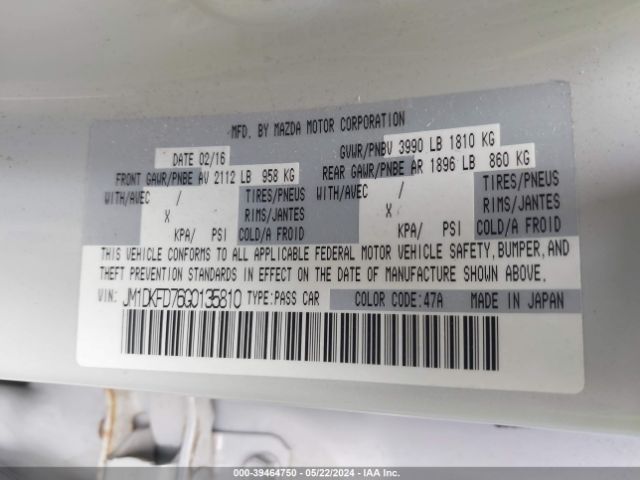 MFD. BY MAZDA MOTOR CORPORATION
DATE 02/16 GVWR/PNBV 3990 LB 1810 KG
FRONT GAWR/PNBE AV 2112 LB 958 KG REAR GAWR/PNBE AR 1896 LB 860 KG
WITH/AVEC / TIRES/PNEUS WITH/AVEC / TIRES/PNEUS
X RIMS/JANTES X RIMS/JANTES
KPA/ PSI COLD/A FROID KPA/ PSI COLD/A FROID
THIS VEHICLE CONFORMS TO ALL APPLICABLE FEDERAL MOTOR VEHICLE SAFETY, BUMPER, AND
THEFT PREVENTION STANDARDS IN EFFECT ON THE DATE OF MANUFACTURE SHOWN ABOVE.
VIN: JM1DKFD76G0135810 TYPE: PASS CAR COLOR CODE: 47A MADE IN JAPAN
000-39464750 - 05/22/2024 - IAA Inc.